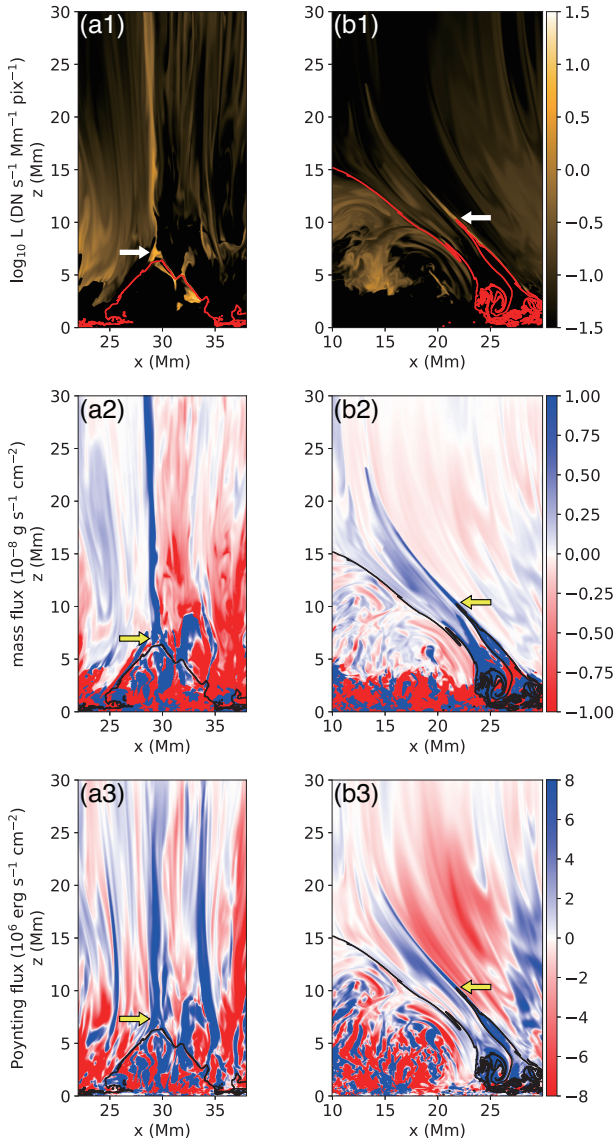 (a1)
(b1)
log₁₀ L (DN s⁻¹ Mm⁻¹ pix⁻¹)
z (Mm)
30
25
20
15
10
5
0
25 30 35
x (Mm)
10 15 20 25
x (Mm)
1.5
1.0
0.5
0.0
−0.5
−1.0
−1.5
(a2)
(b2)
mass flux (10⁻⁸ g s⁻¹ cm⁻²)
z (Mm)
30
25
20
15
10
5
0
25 30 35
x (Mm)
30
25
20
15
10
5
0
10 15 20 25
x (Mm)
1.00
0.75
0.50
0.25
0.00
−0.25
−0.50
−0.75
−1.00
(a3)
(b3)
Poynting flux (10⁶ erg s⁻¹ cm⁻²)
z (Mm)
30
25
20
15
10
5
0
25 30 35
x (Mm)
30
25
20
15
10
5
0
10 15 20 25
x (Mm)
8
6
4
2
0
−2
−4
−6
−8